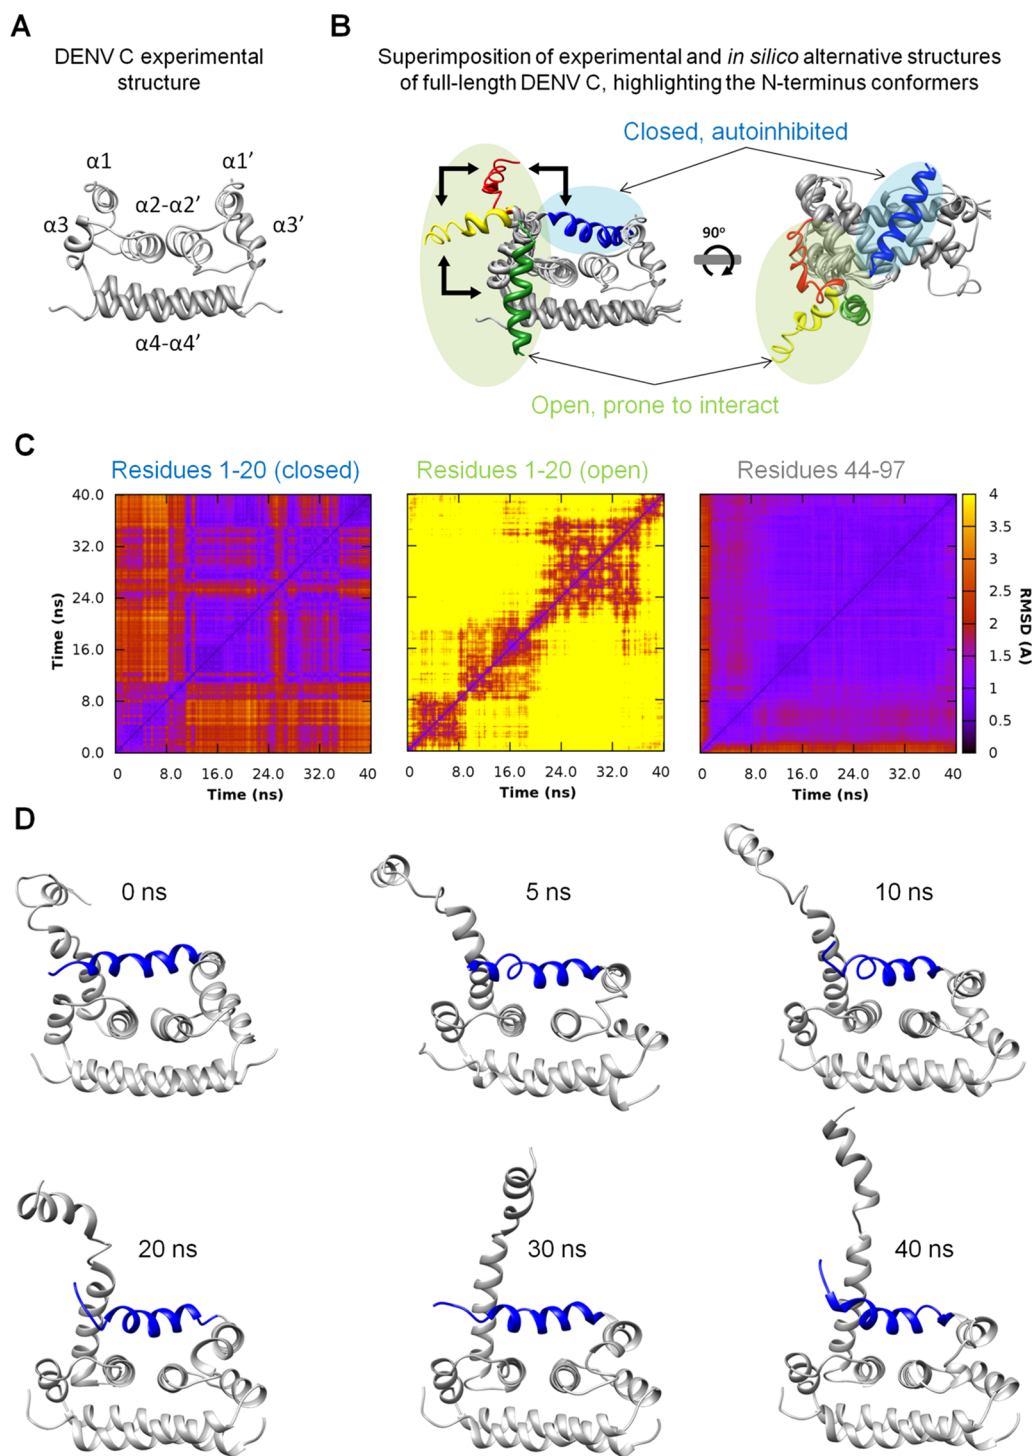 A
DENV C experimental
structure
α1
α1’
α3
α2-α2’
α3’
α4-α4’
B
Superimposition of experimental and in silico alternative structures
of full-length DENV C, highlighting the N-terminus conformers
Closed, autoinhibited
90º
Open, prone to interact
C
Residues 1-20 (closed)
Residues 1-20 (open)
Residues 44-97
40.0
32.0
24.0
16.0
8.0
0.0
Time (ns)
0 8.0 16.0 24.0 32.0 40
Time (ns)
0 8.0 16.0 24.0 32.0 40
Time (ns)
0 8.0 16.0 24.0 32.0 40
Time (ns)
4
3.5
3
2.5
2
1.5
1
0.5
0
RMSD (A)
D
0 ns
5 ns
10 ns
20 ns
30 ns
40 ns